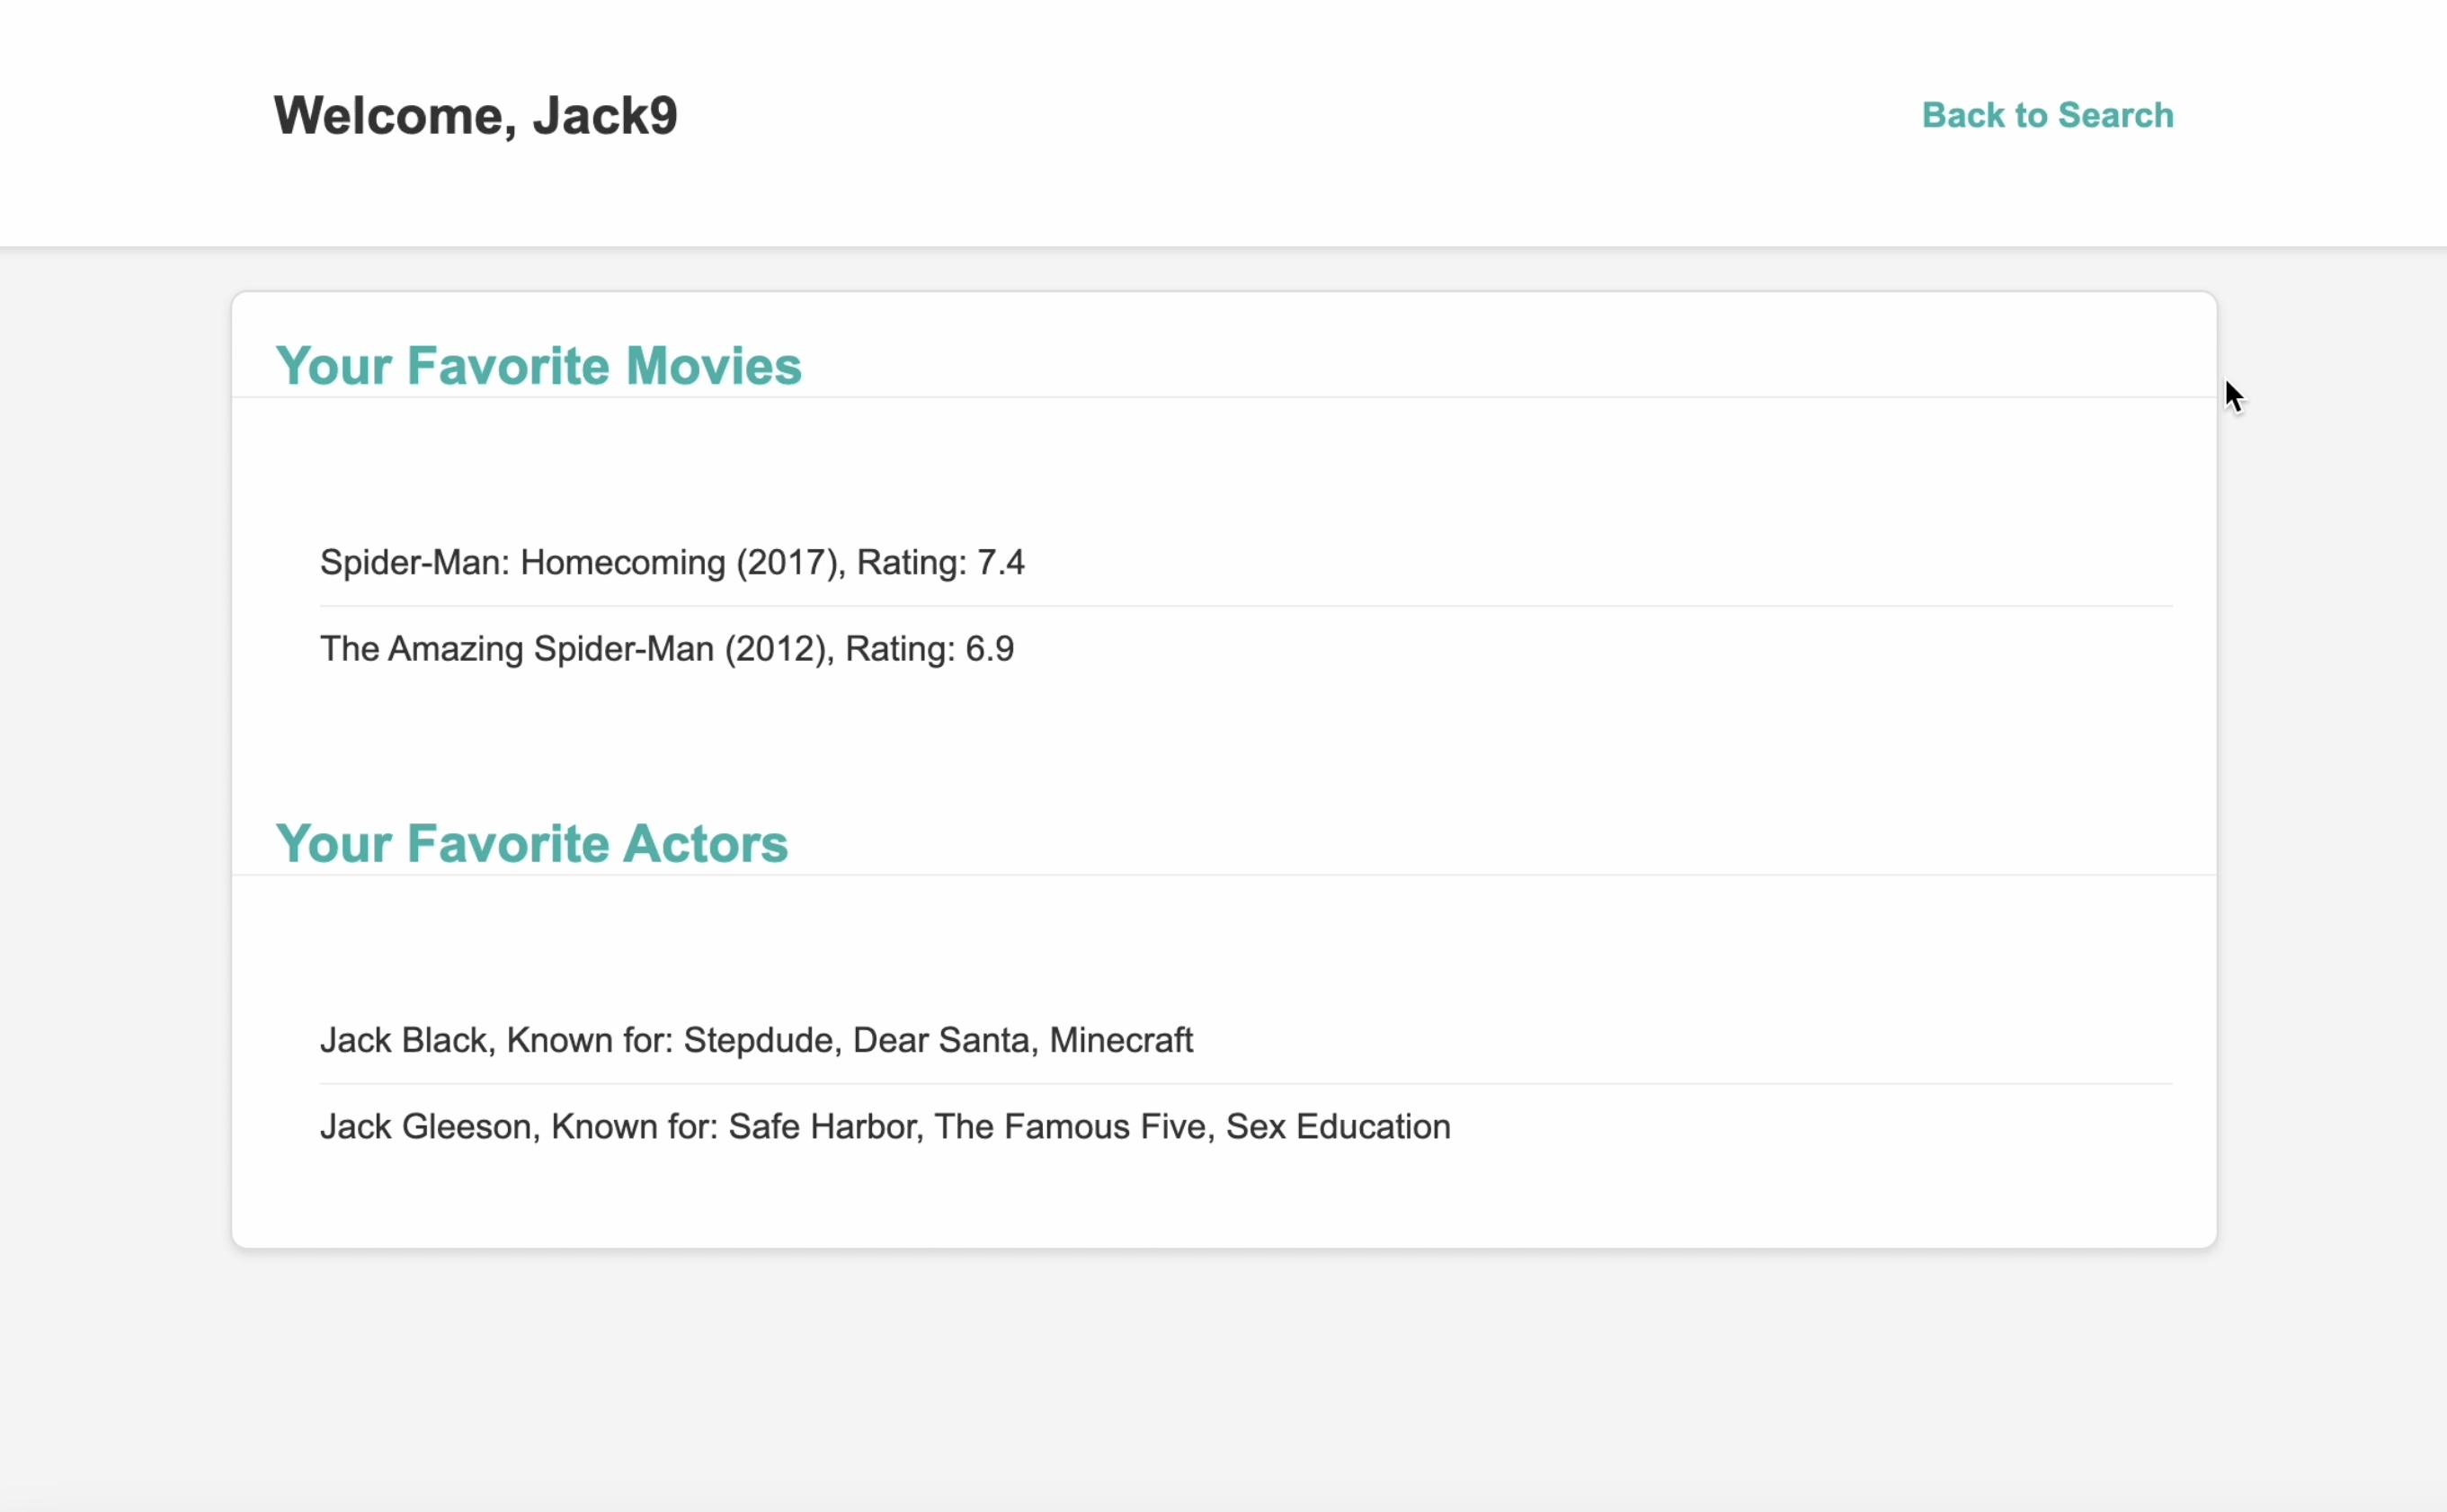 Welcome, Jack9
Back to Search
Your Favorite Movies
Spider-Man: Homecoming (2017), Rating: 7.4
The Amazing Spider-Man (2012), Rating: 6.9
Your Favorite Actors
Jack Black, Known for: Stepdude, Dear Santa, Minecraft
Jack Gleeson, Known for: Safe Harbor, The Famous Five, Sex Education